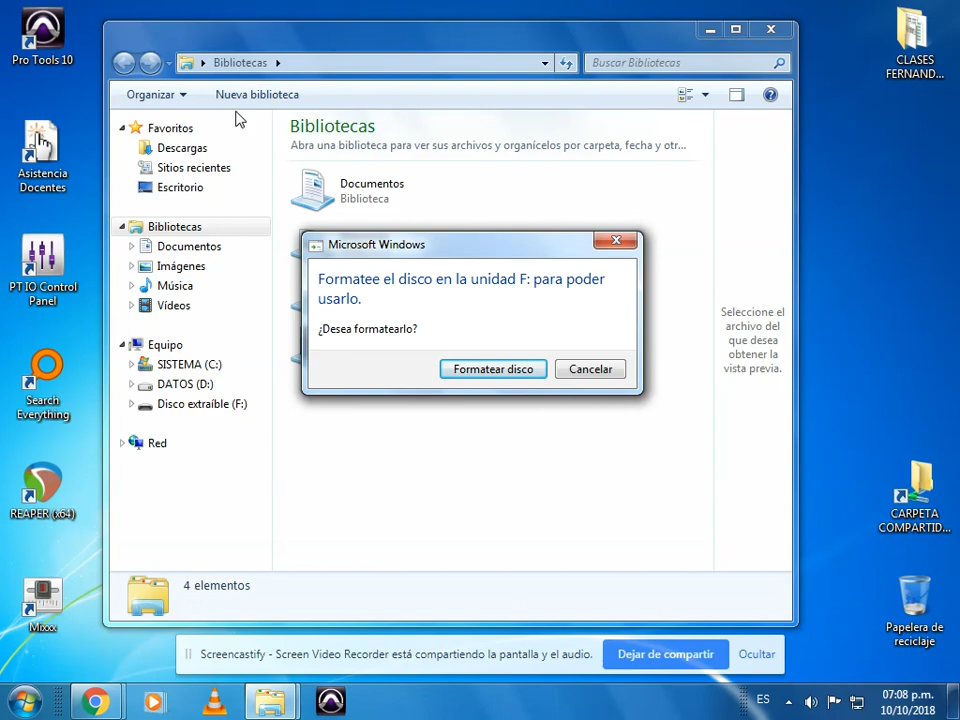 Pro Tools 10
Asistencia
Docentes
PT IO Control
Panel
Search
Everything
REAPER (x64)
Mixxx
Bibliotecas
Buscar Bibliotecas
Organizar
Nueva biblioteca
Favoritos
Descargas
Sitios recientes
Escritorio
Bibliotecas
Documentos
Imágenes
Música
Vídeos
Equipo
SISTEMA (C:)
DATOS (D:)
Disco extraíble (F:)
Red
Bibliotecas
Abra una biblioteca para ver sus archivos y organícelos por carpeta, fecha y otr...
Documentos
Biblioteca
Microsoft Windows
Formatee el disco en la unidad F: para poder
usarlo.
¿Desea formatearlo?
Formatear disco
Cancelar
Seleccione el
archivo del
que desea
obtener la
vista previa.
4 elementos
CLASES
FERNAND...
CARPETA
COMPARTID...
Papelera de
reciclaje
Screencastify - Screen Video Recorder está compartiendo la pantalla y el audio.
Dejar de compartir
Ocultar
ES
07:08 p.m.
10/10/2018